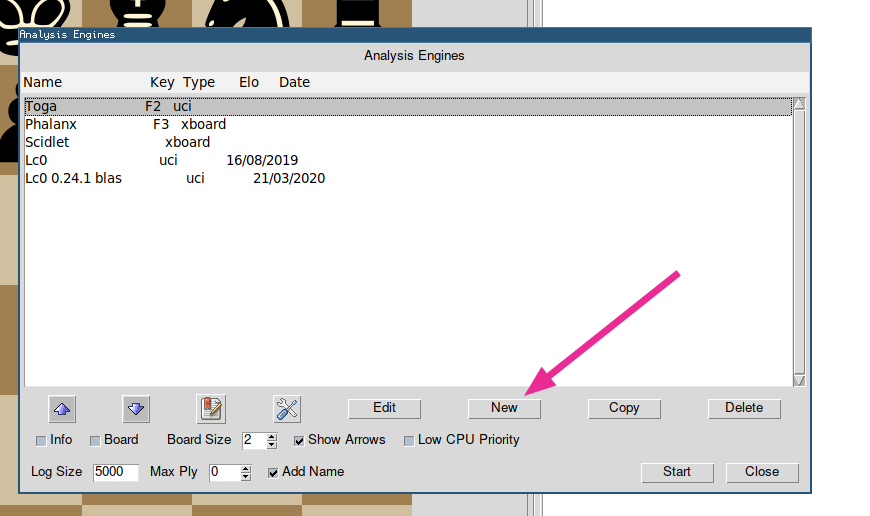 Analysis Engines
Analysis Engines
Name Key Type Elo Date
Toga F2 uci
Phalanx F3 xboard
Scidlet xboard
Lc0 uci 16/08/2019
Lc0 0.24.1 blas uci 21/03/2020
Edit New Copy Delete
Info Board Board Size 2 Show Arrows Low CPU Priority
Log Size 5000 Max Ply 0 Add Name Start Close